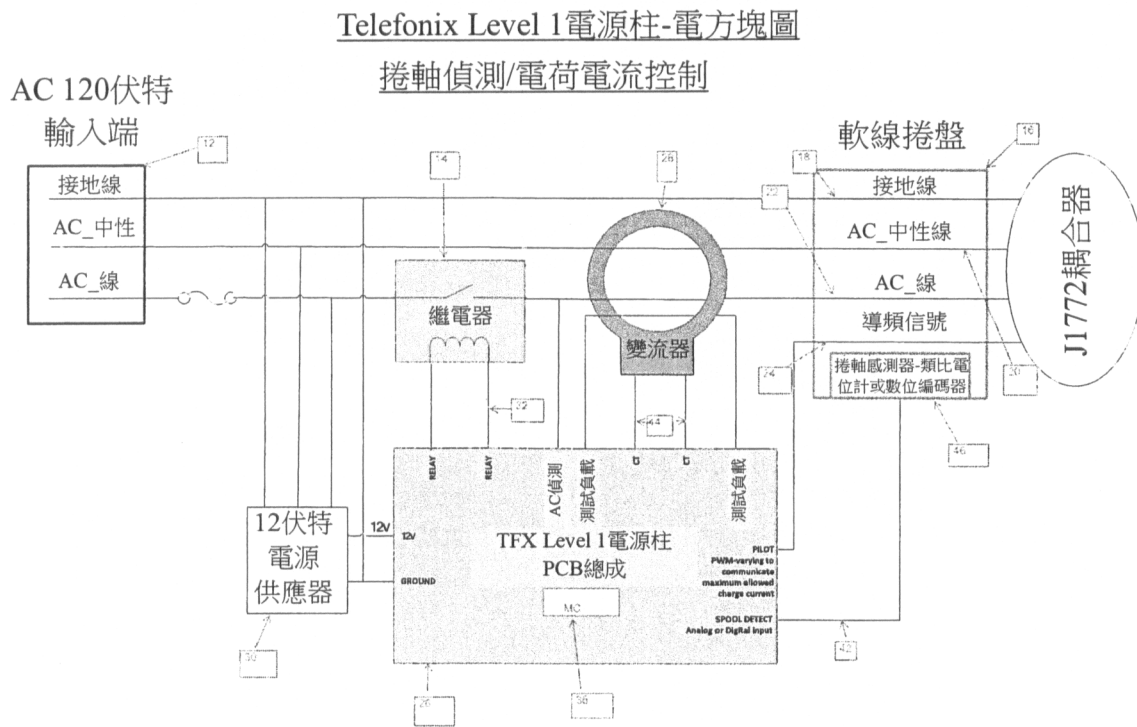 Telefonix Level 1電源柱-電方塊圖
捲軸偵測/電荷電流控制
AC 120伏特
輸入端
12
接地線
AC_中性
AC_線
14
繼電器
28
變流器
軟線捲盤
16
18
22
接地線
AC_中性線
AC_線
導頻信號
捲軸感測器-類比電
位計或數位編碼器
J1772耦合器
24
20
46
32
44
RELAY
RELAY
AC偵測
測試負載
CT
CT
測試負載
12伏特
電源
供應器
12V
12V
GROUND
TFX Level 1電源柱
PCB總成
MC
PILOT
PWM-varying to
communicate
maximum allowed
charge current
SPOOL DETECT
Analog or Digital input
42
30
26
36